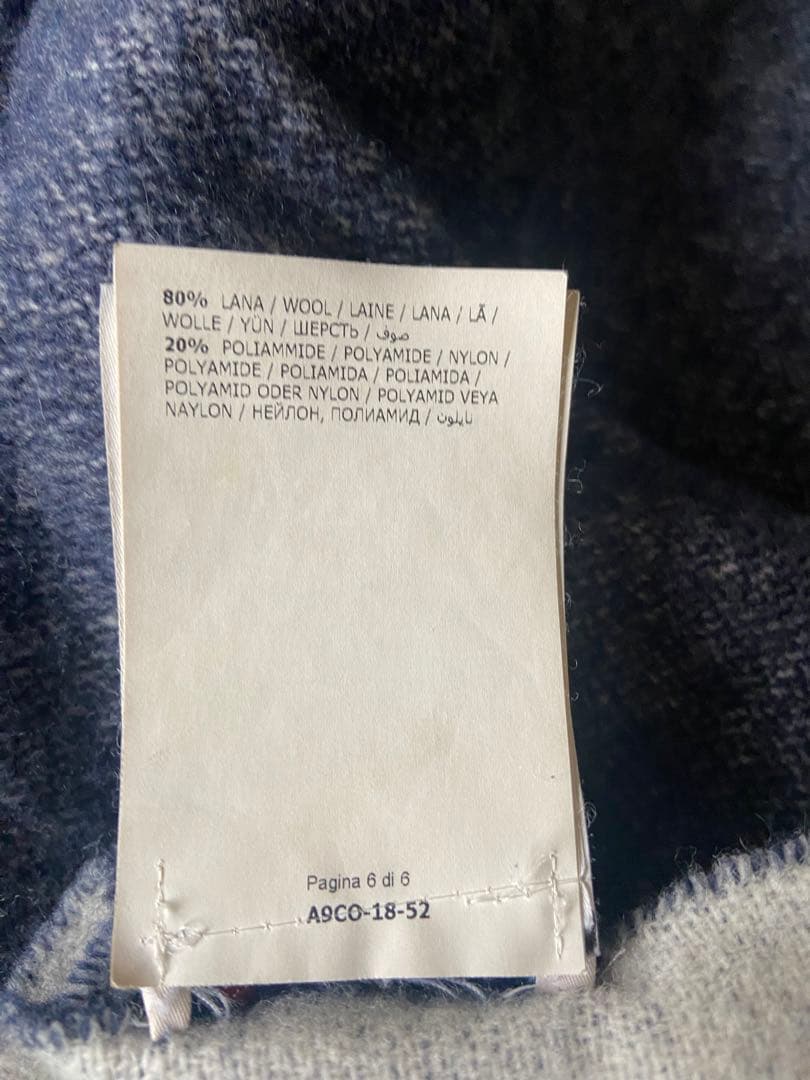 80% LANA / WOOL / LAINE / LANA / LÃ /
WOLLE / YÜN / ШЕРСТЬ / صوف
20% POLIAMMIDE / POLYAMIDE / NYLON /
POLYAMIDE / POLIAMIDA / POLIAMIDA /
POLYAMID ODER NYLON / POLYAMID VEYA
NAYLON / НЕЙЛОН, ПОЛИАМИД / نايلون
Pagina 6 di 6
A9CO-18-52